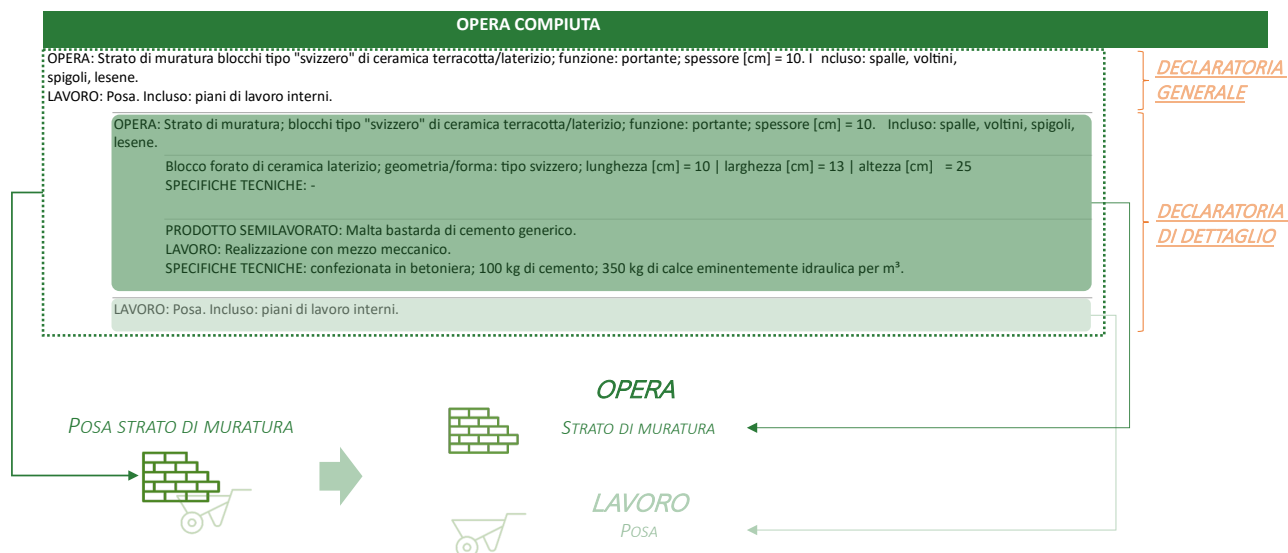 OPERA COMPIUTA
OPERA: Strato di muratura blocchi tipo "svizzero" di ceramica terracotta/laterizio; funzione: portante; spessore [cm] = 10. I ncluso: spalle, voltini,
spigoli, lesene.
LAVORO: Posa. Incluso: piani di lavoro interni.
DECLARATORIA
GENERALE
OPERA: Strato di muratura; blocchi tipo "svizzero" di ceramica terracotta/laterizio; funzione: portante; spessore [cm] = 10. Incluso: spalle, voltini, spigoli,
lesene.
Blocco forato di ceramica laterizio; geometria/forma: tipo svizzero; lunghezza [cm] = 10 | larghezza [cm] = 13 | altezza [cm] = 25
SPECIFICHE TECNICHE: -
PRODOTTO SEMILAVORATO: Malta bastarda di cemento generico.
LAVORO: Realizzazione con mezzo meccanico.
SPECIFICHE TECNICHE: confezionata in betoniera; 100 kg di cemento; 350 kg di calce eminentemente idraulica per m³.
DECLARATORIA
DI DETTAGLIO
LAVORO: Posa. Incluso: piani di lavoro interni.
OPERA
POSA STRATO DI MURATURA
STRATO DI MURATURA
LAVORO
POSA